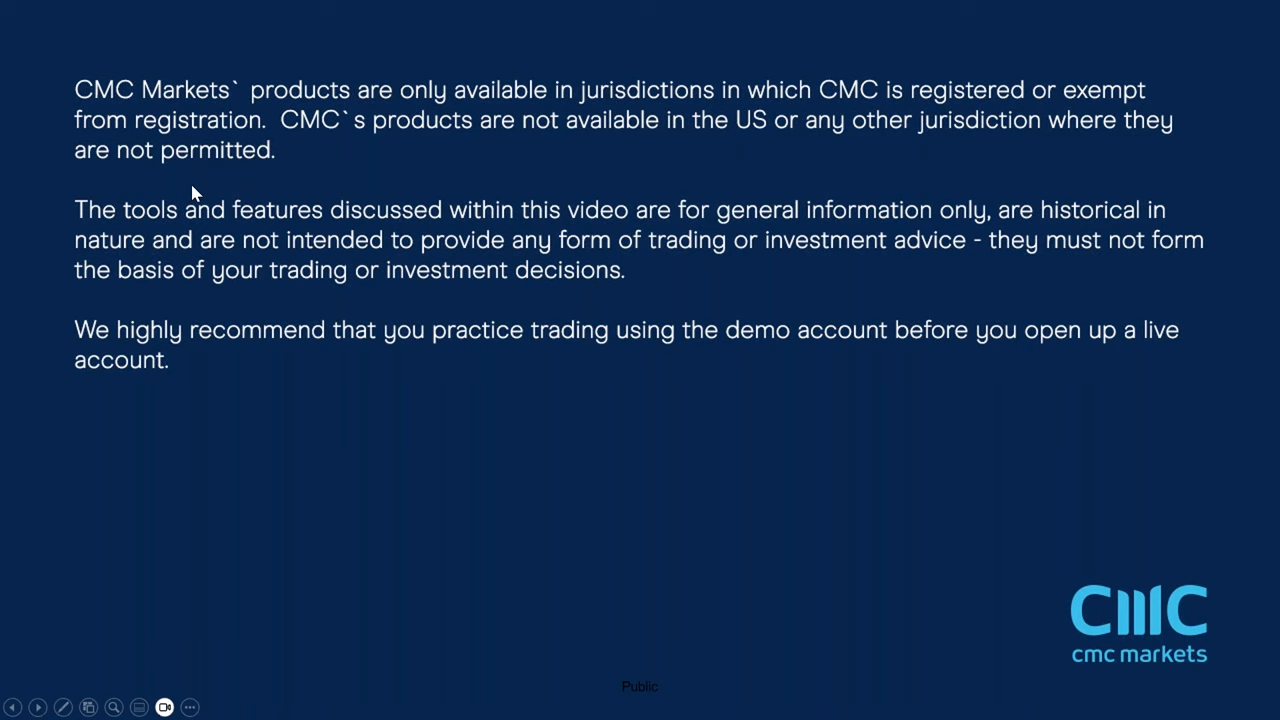 CMC Markets` products are only available in jurisdictions in which CMC is registered or exempt
from registration.  CMC`s products are not available in the US or any other jurisdiction where they
are not permitted.
The tools and features discussed within this video are for general information only, are historical in
nature and are not intended to provide any form of trading or investment advice - they must not form
the basis of your trading or investment decisions.
We highly recommend that you practice trading using the demo account before you open up a live
account.
CMC
cmc markets
Public